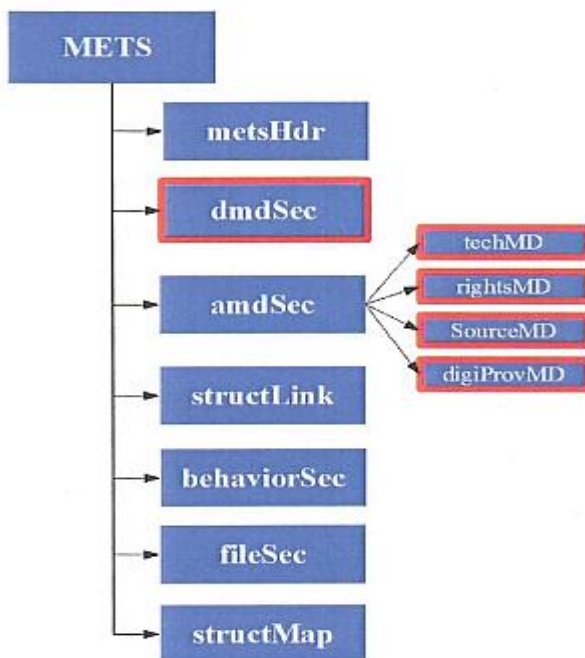 METS
metsHdr
dmdSec
amdSec
techMD
rightsMD
SourceMD
digiProvMD
structLink
behaviorSec
fileSec
structMap